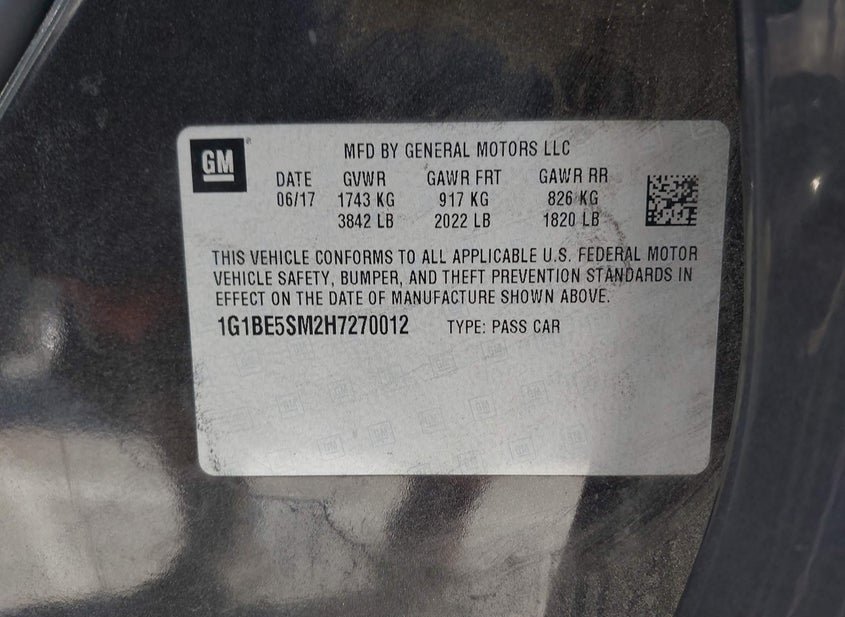 GM
MFD BY GENERAL MOTORS LLC
DATE GVWR GAWR FRT GAWR RR
06/17 1743 KG 917 KG 826 KG
3842 LB 2022 LB 1820 LB
THIS VEHICLE CONFORMS TO ALL APPLICABLE U.S. FEDERAL MOTOR
VEHICLE SAFETY, BUMPER, AND THEFT PREVENTION STANDARDS IN
EFFECT ON THE DATE OF MANUFACTURE SHOWN ABOVE.
1G1BE5SM2H7270012 TYPE: PASS CAR